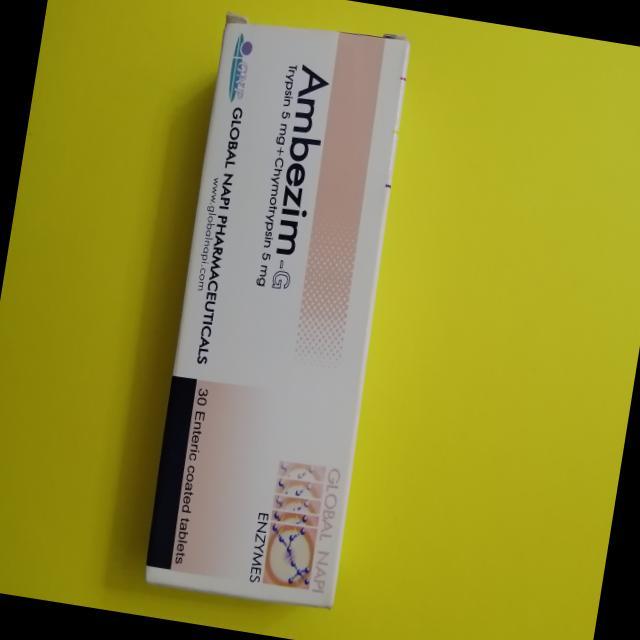 Ambezim-G
Trypsin 5 mg+Chymotrypsin 5 mg
GNP
GLOBAL NAPI PHARMACEUTICALS
www.globalnapi.com
30 Enteric coated tablets
GLOBAL NAPI
ENZYMES